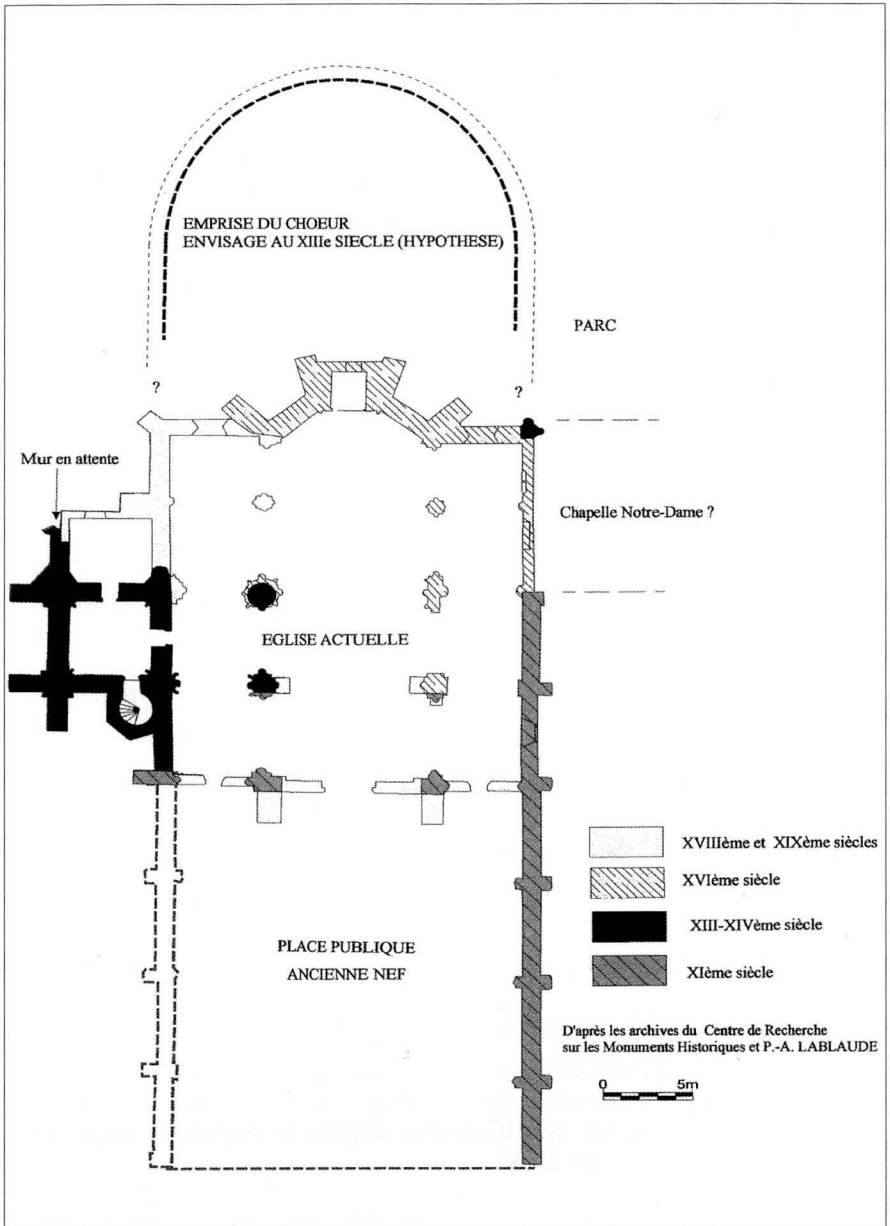 EMPRISE DU CHOEUR
ENVISAGE AU XIIIe SIECLE (HYPOTHESE)
PARC
?
?
Mur en attente
Chapelle Notre-Dame ?
EGLISE ACTUELLE
XVIIIème et XIXème siècles
XVIème siècle
XIII-XIVème siècle
XIème siècle
PLACE PUBLIQUE
ANCIENNE NEF
D'après les archives du Centre de Recherche
sur les Monuments Historiques et P.-A. LABLAUDE
0 5m